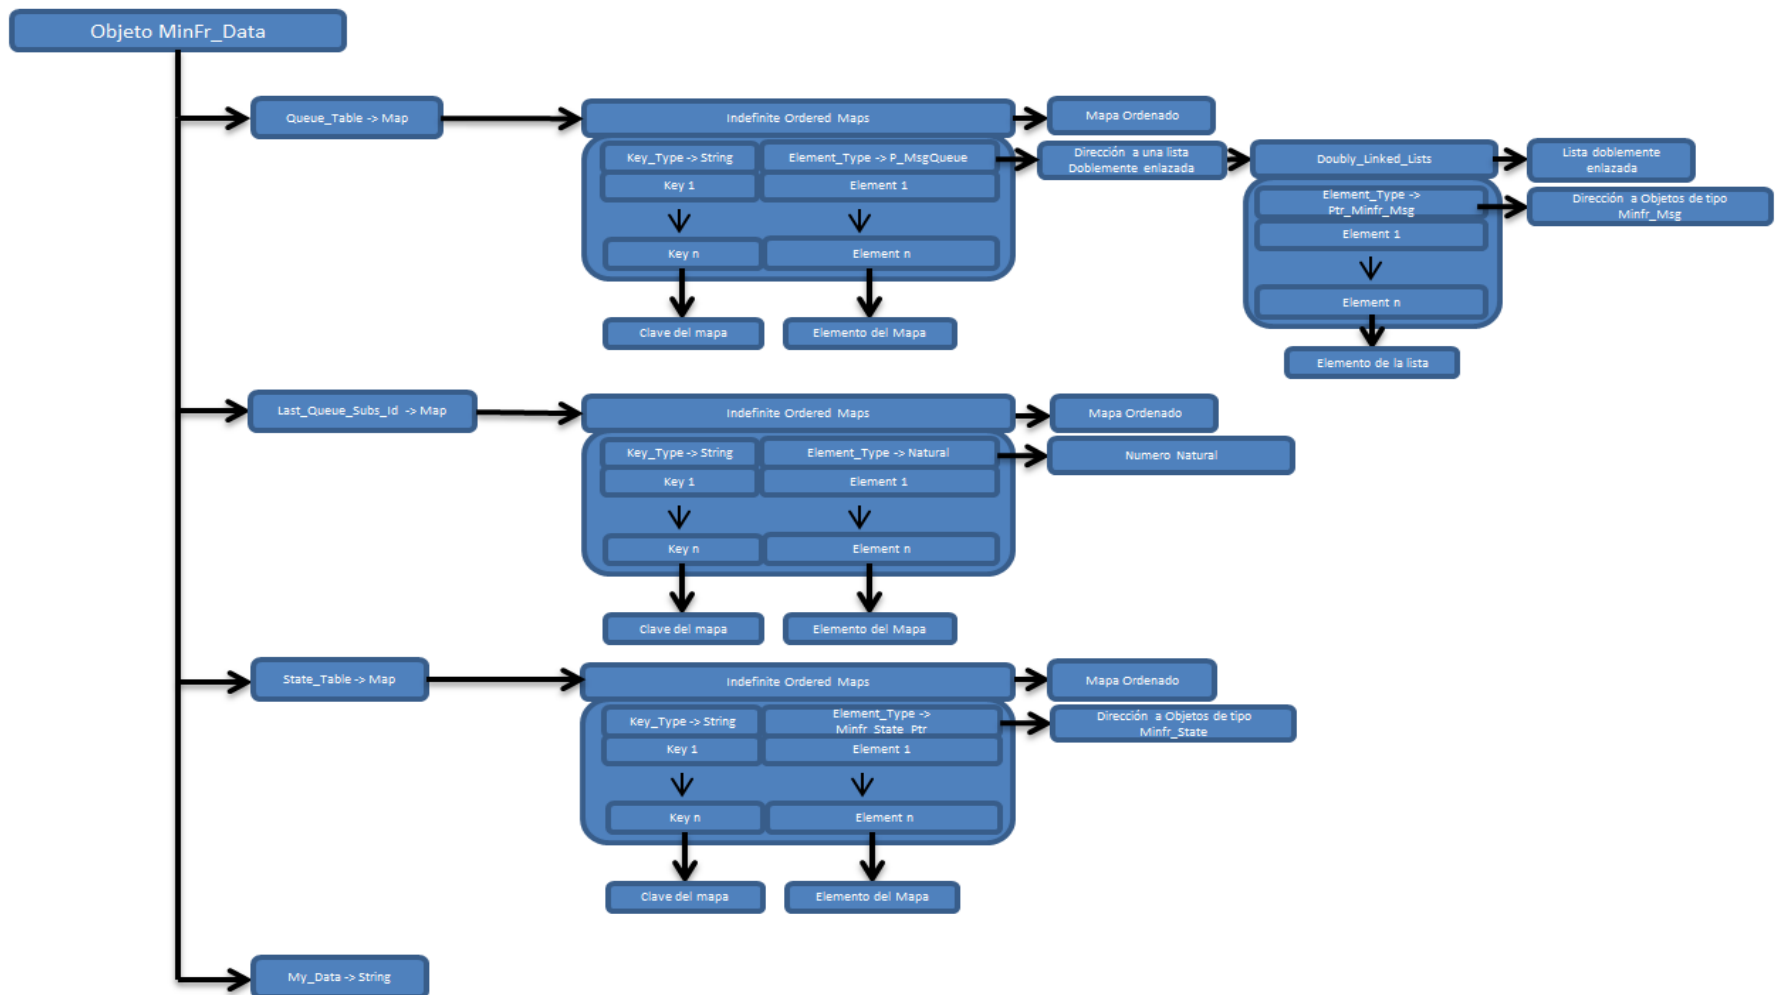 Objeto MinFr_Data
Queue_Table -> Map
Indefinite Ordered Maps
Mapa Ordenado
Key_Type -> String
Element_Type -> P_MsgQueue
Dirección a una lista
Doblemente enlazada
Doubly_Linked_Lists
Lista doblemente
enlazada
Key 1
Element 1
Element_Type ->
Ptr_Minfr_Msg
Dirección a Objetos de tipo
Minfr_Msg
Element 1
Key n
Element n
Element n
Clave del mapa
Elemento del Mapa
Elemento de la lista
Last_Queue_Subs_Id -> Map
Indefinite Ordered Maps
Mapa Ordenado
Key_Type -> String
Element_Type -> Natural
Numero Natural
Key 1
Element 1
Key n
Element n
Clave del mapa
Elemento del Mapa
State_Table -> Map
Indefinite Ordered Maps
Mapa Ordenado
Key_Type -> String
Element_Type ->
Minfr_State_Ptr
Dirección a Objetos de tipo
Minfr_State
Key 1
Element 1
Key n
Element n
Clave del mapa
Elemento del Mapa
My_Data -> String